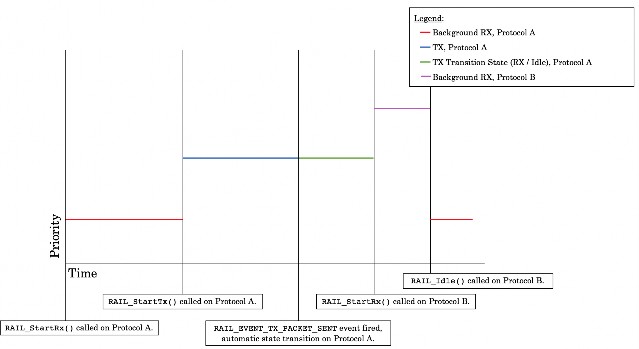 Legend:
Background RX, Protocol A
TX, Protocol A
TX Transition State (RX / Idle), Protocol A
Background RX, Protocol B
Priority
Time
RAIL_Idle() called on Protocol B.
RAIL_StartTx() called on Protocol A.
RAIL_StartRx() called on Protocol B.
RAIL_StartRx() called on Protocol A.
RAIL_EVENT_TX_PACKET_SENT event fired,
automatic state transition on Protocol A.